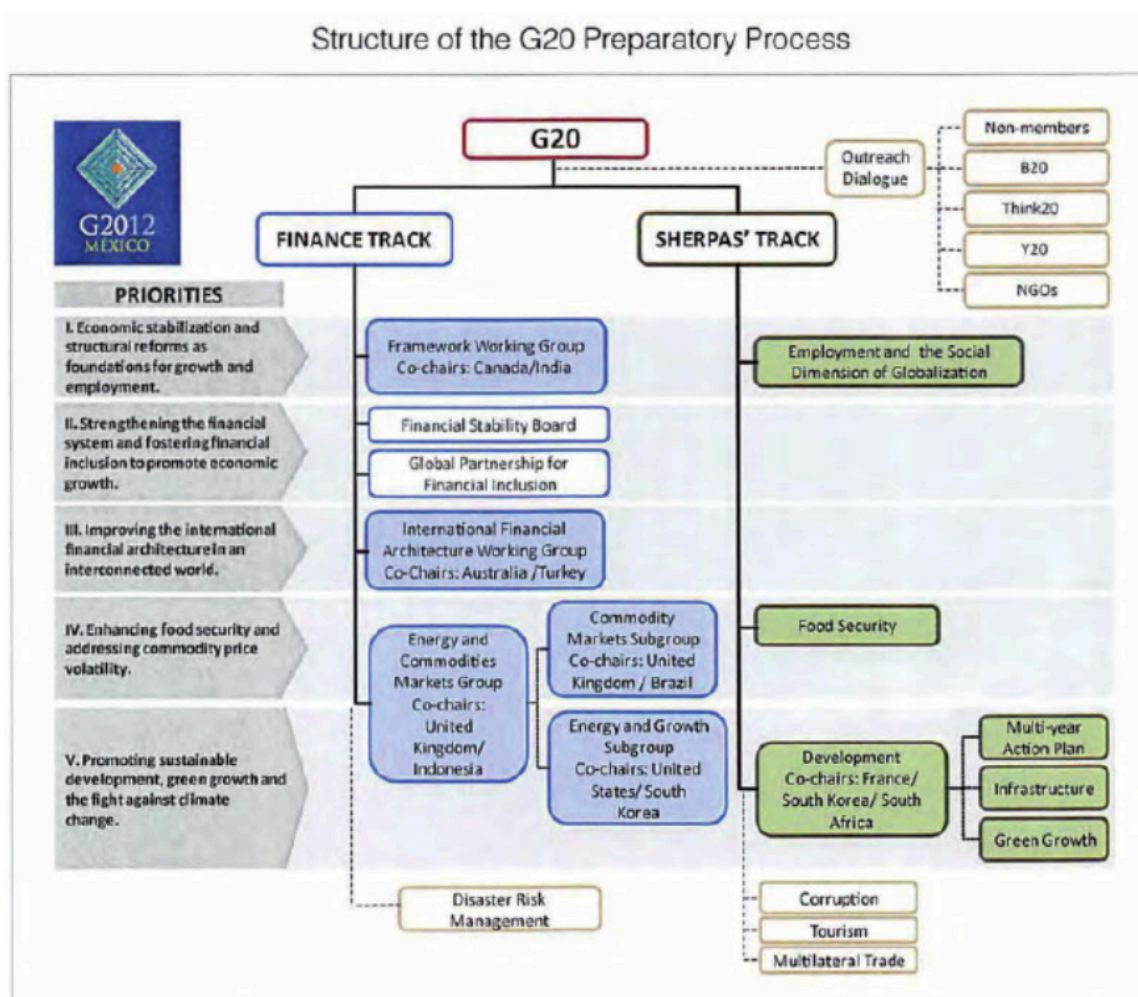 Structure of the G20 Preparatory Process
G20
Outreach
Dialogue
Non-members
B20
Think20
Y20
NGOs
G2012
MÉXICO
FINANCE TRACK
SHERPAS' TRACK
PRIORITIES
I. Economic stabilization and
structural reforms as
foundations for growth and
employment.
Framework Working Group
Co-chairs: Canada/India
Employment and the Social
Dimension of Globalization
II. Strengthening the financial
system and fostering financial
inclusion to promote economic
growth.
Financial Stability Board
Global Partnership for
Financial Inclusion
III. Improving the international
financial architecture in an
interconnected world.
International Financial
Architecture Working Group
Co-Chairs: Australia /Turkey
IV. Enhancing food security and
addressing commodity price
volatility.
Energy and
Commodities
Markets Group
Co-chairs:
United
Kingdom/
Indonesia
Commodity
Markets Subgroup
Co-chairs: United
Kingdom / Brazil
Food Security
V. Promoting sustainable
development, green growth and
the fight against climate
change.
Energy and Growth
Subgroup
Co-chairs: United
States/ South
Korea
Development
Co-chairs: France/
South Korea/ South
Africa
Multi-year
Action Plan
Infrastructure
Green Growth
Disaster Risk
Management
Corruption
Tourism
Multilateral Trade